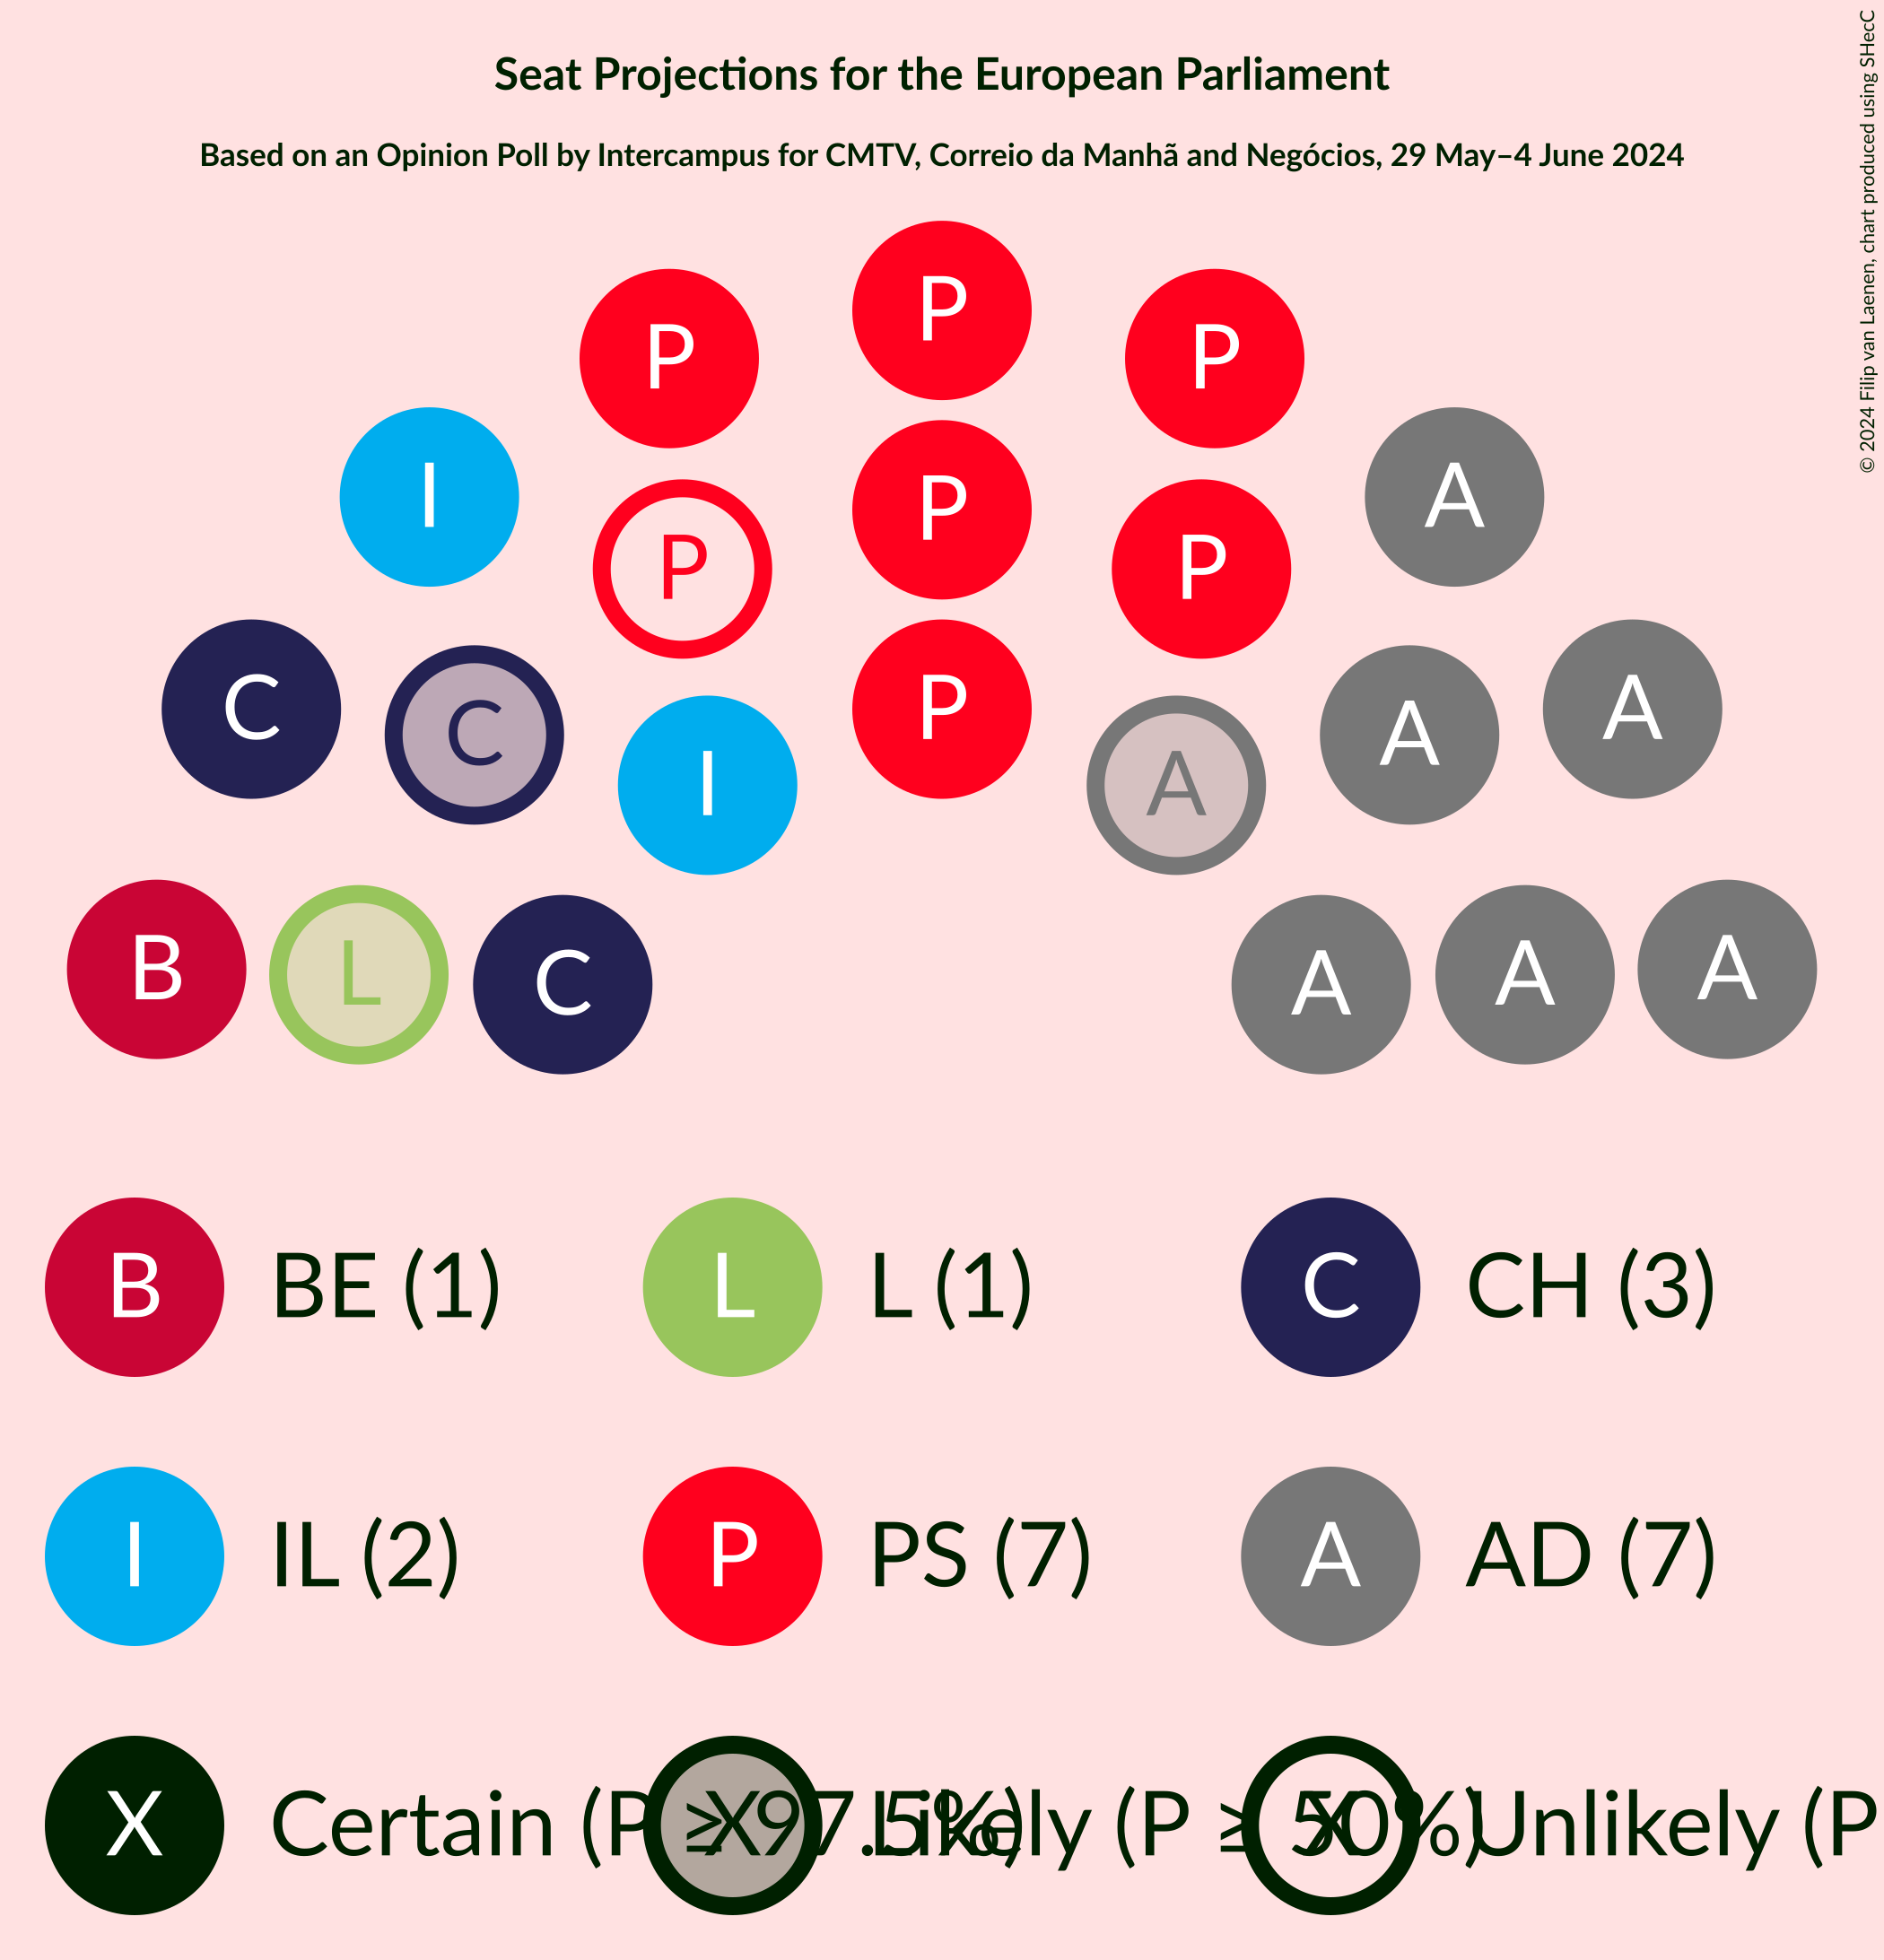 Seat Projections for the European Parliament
Based on an Opinion Poll by Intercampus for CMTV, Correio da Manhã and Negócios, 29 May–4 June 2024
© 2024 Filip van Laenen, chart produced using SHecC
P
P P
I P P P A
C C I P A A A
P
B L C A A A
B BE (1) L L (1) C CH (3)
I IL (2) P PS (7) A AD (7)
X Certain (P ≥ 97.5%) X Likely (P ≥ 50%) X Unlikely (P